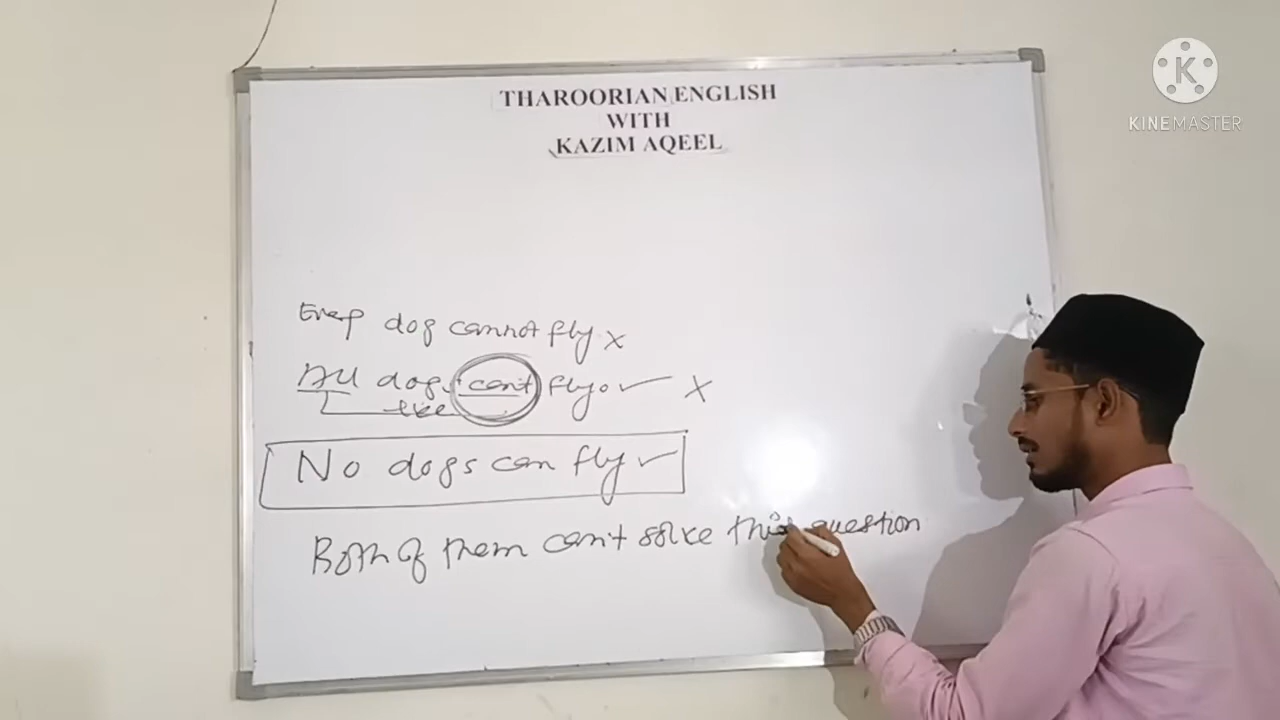 THAROORIAN ENGLISH
WITH
KAZIM AQEEL
KINEMASTER
Every dog cannot fly x
All dogs can't fly ✓ x
No dogs can fly ✓
Both of them can't solve this question